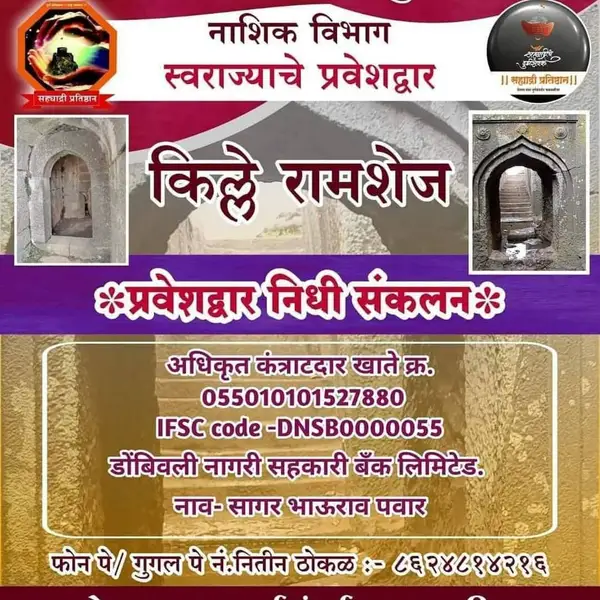 नाशिक विभाग
स्वराज्याचे प्रवेशद्वार
सह्याद्री प्रतिष्ठान
|| सह्याद्री प्रतिष्ठान ||
किल्ले रामशेज
*प्रवेशद्वार निधी संकलन*
अधिकृत कंत्राटदार खाते क्र.
055010101527880
IFSC code -DNSB0000055
डोंबिवली नागरी सहकारी बँक लिमिटेड.
नाव- सागर भाऊराव पवार
फोन पे/ गुगल पे नं.नितीन ठोकळ :- ८६२४८१४२१६